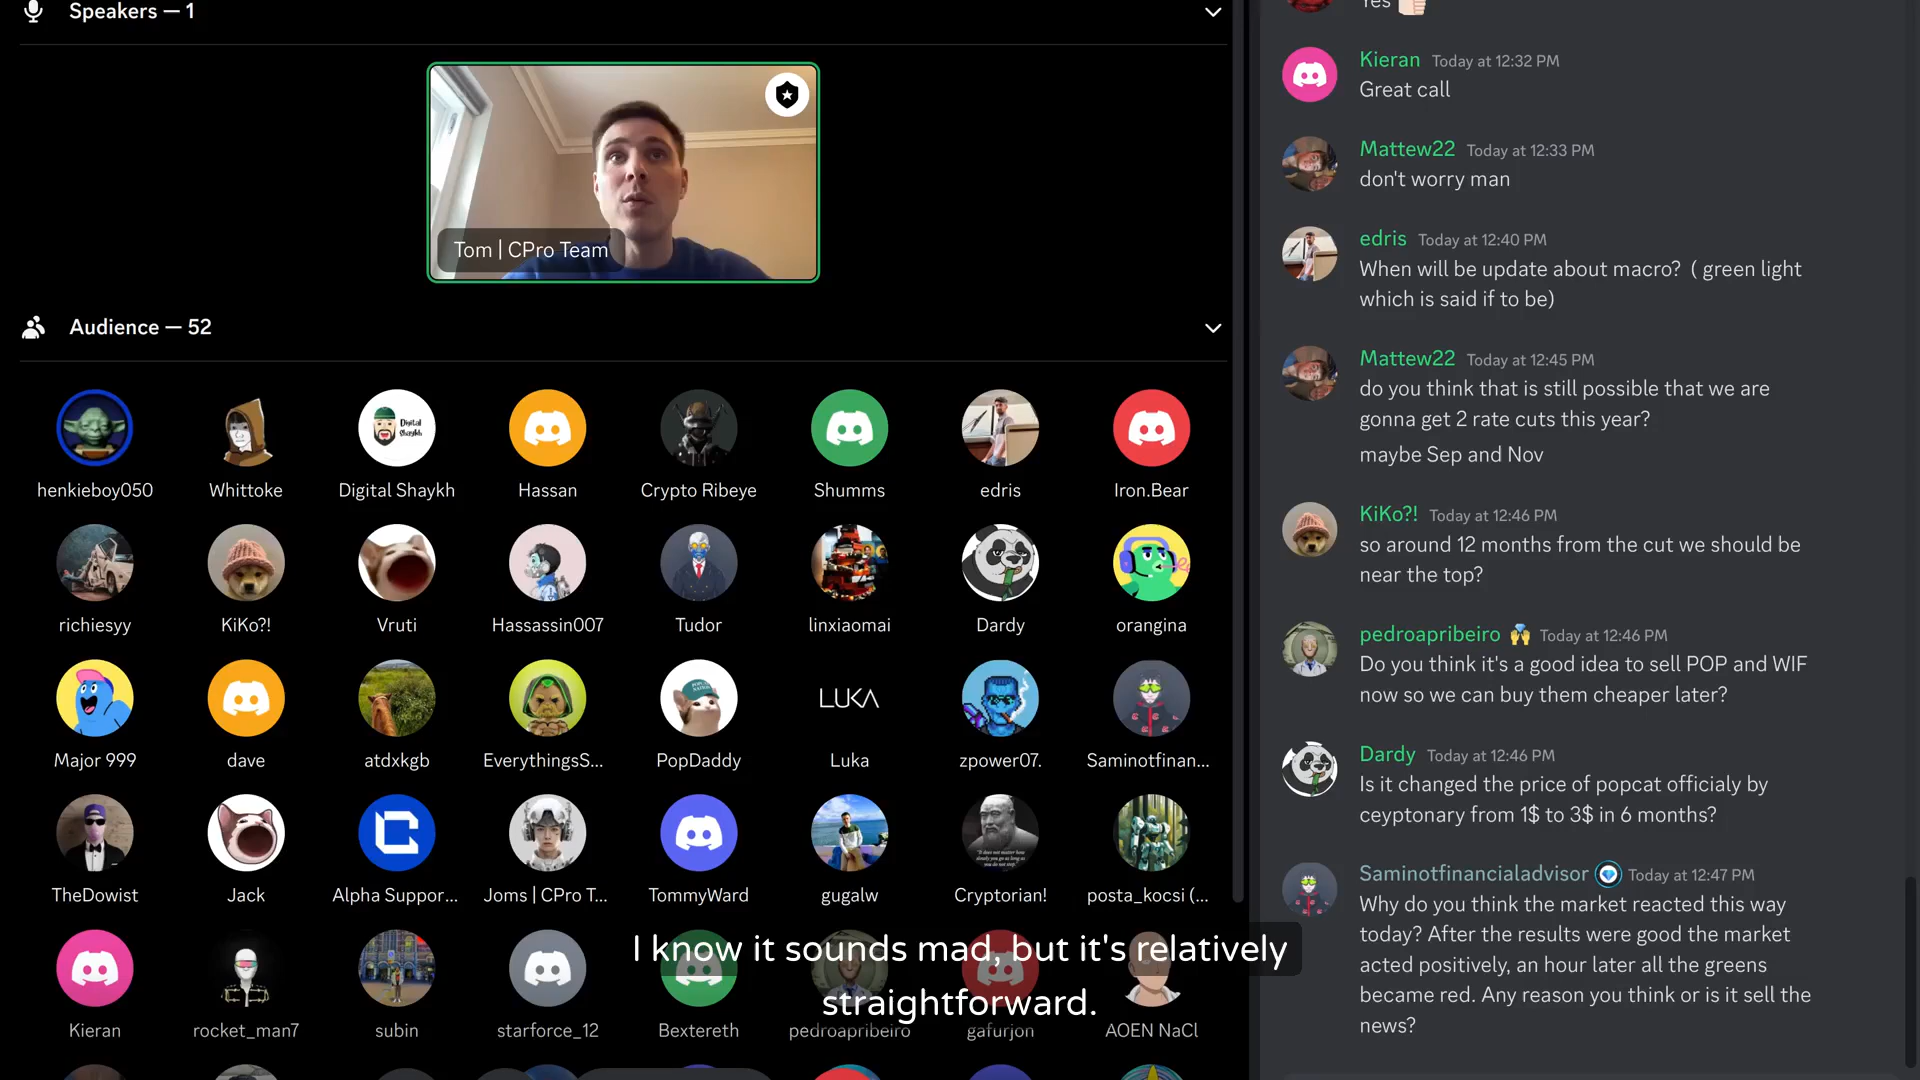 Speakers — 1
Tom | CPro Team
Audience — 52
henkieboy050
Whittoke
Digital Shaykh
Hassan
Crypto Ribeye
Shumms
edris
Iron.Bear
richiesyy
KiKo?!
Vruti
Hassassin007
Tudor
linxiaomai
Dardy
orangina
Major 999
dave
atdxkgb
EverythingsS...
PopDaddy
LUKA
Luka
zpower07.
Saminotfinan...
TheDowist
Jack
Alpha Suppor...
Joms | CPro T...
TommyWard
gugalw
Cryptorian!
posta_kocsi (...
Kieran
rocket_man7
subin
starforce_12
Bextereth
pedroapribeiro
gafurjon
AOEN NaCl
I know it sounds mad, but it's relatively
straightforward.
Yes
Kieran Today at 12:32 PM
Great call
Mattew22 Today at 12:33 PM
don't worry man
edris Today at 12:40 PM
When will be update about macro? ( green light
which is said if to be)
Mattew22 Today at 12:45 PM
do you think that is still possible that we are
gonna get 2 rate cuts this year?
maybe Sep and Nov
KiKo?! Today at 12:46 PM
so around 12 months from the cut we should be
near the top?
pedroapribeiro Today at 12:46 PM
Do you think it's a good idea to sell POP and WIF
now so we can buy them cheaper later?
Dardy Today at 12:46 PM
Is it changed the price of popcat officialy by
ceyptonary from 1$ to 3$ in 6 months?
Saminotfinancialadvisor Today at 12:47 PM
Why do you think the market reacted this way
today? After the results were good the market
acted positively, an hour later all the greens
became red. Any reason you think or is it sell the
news?